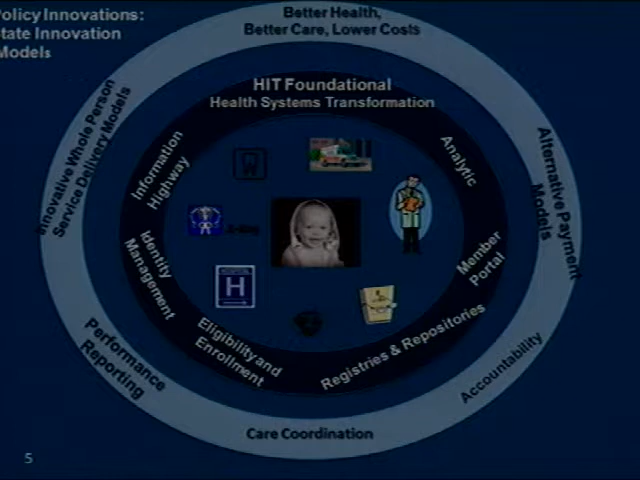 Policy Innovations:
State Innovation
Models
Better Health,
Better Care, Lower Costs
HIT Foundational
Health Systems Transformation
Innovative Whole Person
Service Delivery Models
Information
Highway
Analytic
Alternative Payment
Models
Identity
Management
Member
Portal
HOSPITAL
H
Eligibility and
Enrollment
Registries & Repositories
Performance
Reporting
Accountability
Care Coordination
5